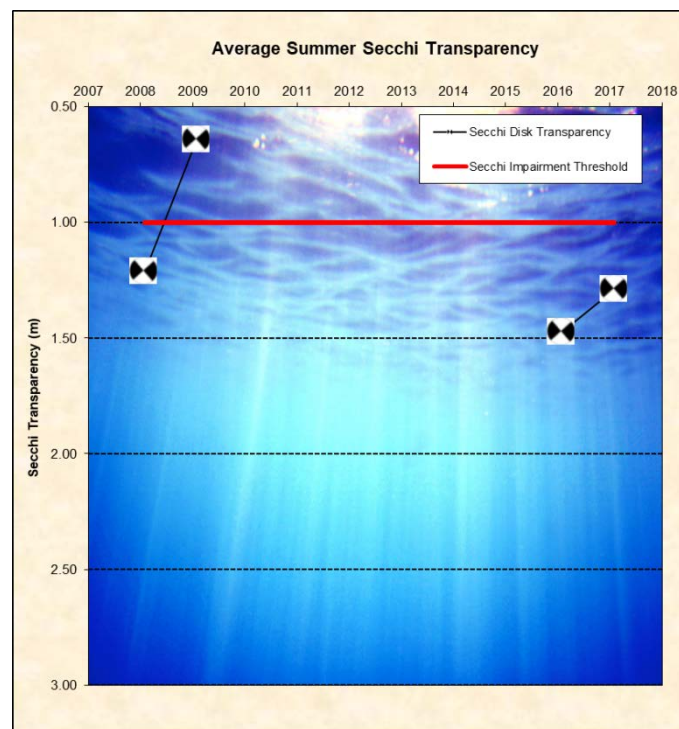 Average Summer Secchi Transparency
2007 2008 2009 2010 2011 2012 2013 2014 2015 2016 2017 2018
0.50
Secchi Disk Transparency
Secchi Impairment Threshold
1.00
1.50
Secchi Transparency (m)
2.00
2.50
3.00